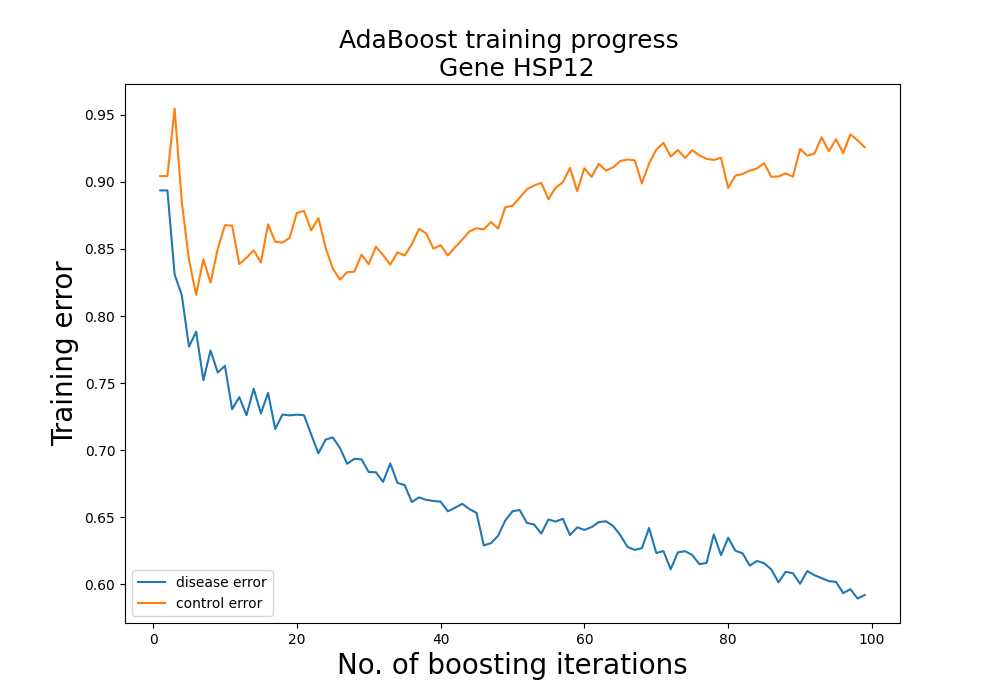 AdaBoost training progress
Gene HSP12
Training error
0.95
0.90
0.85
0.80
0.75
0.70
0.65
0.60
disease error
control error
0
20
40
60
80
100
No. of boosting iterations